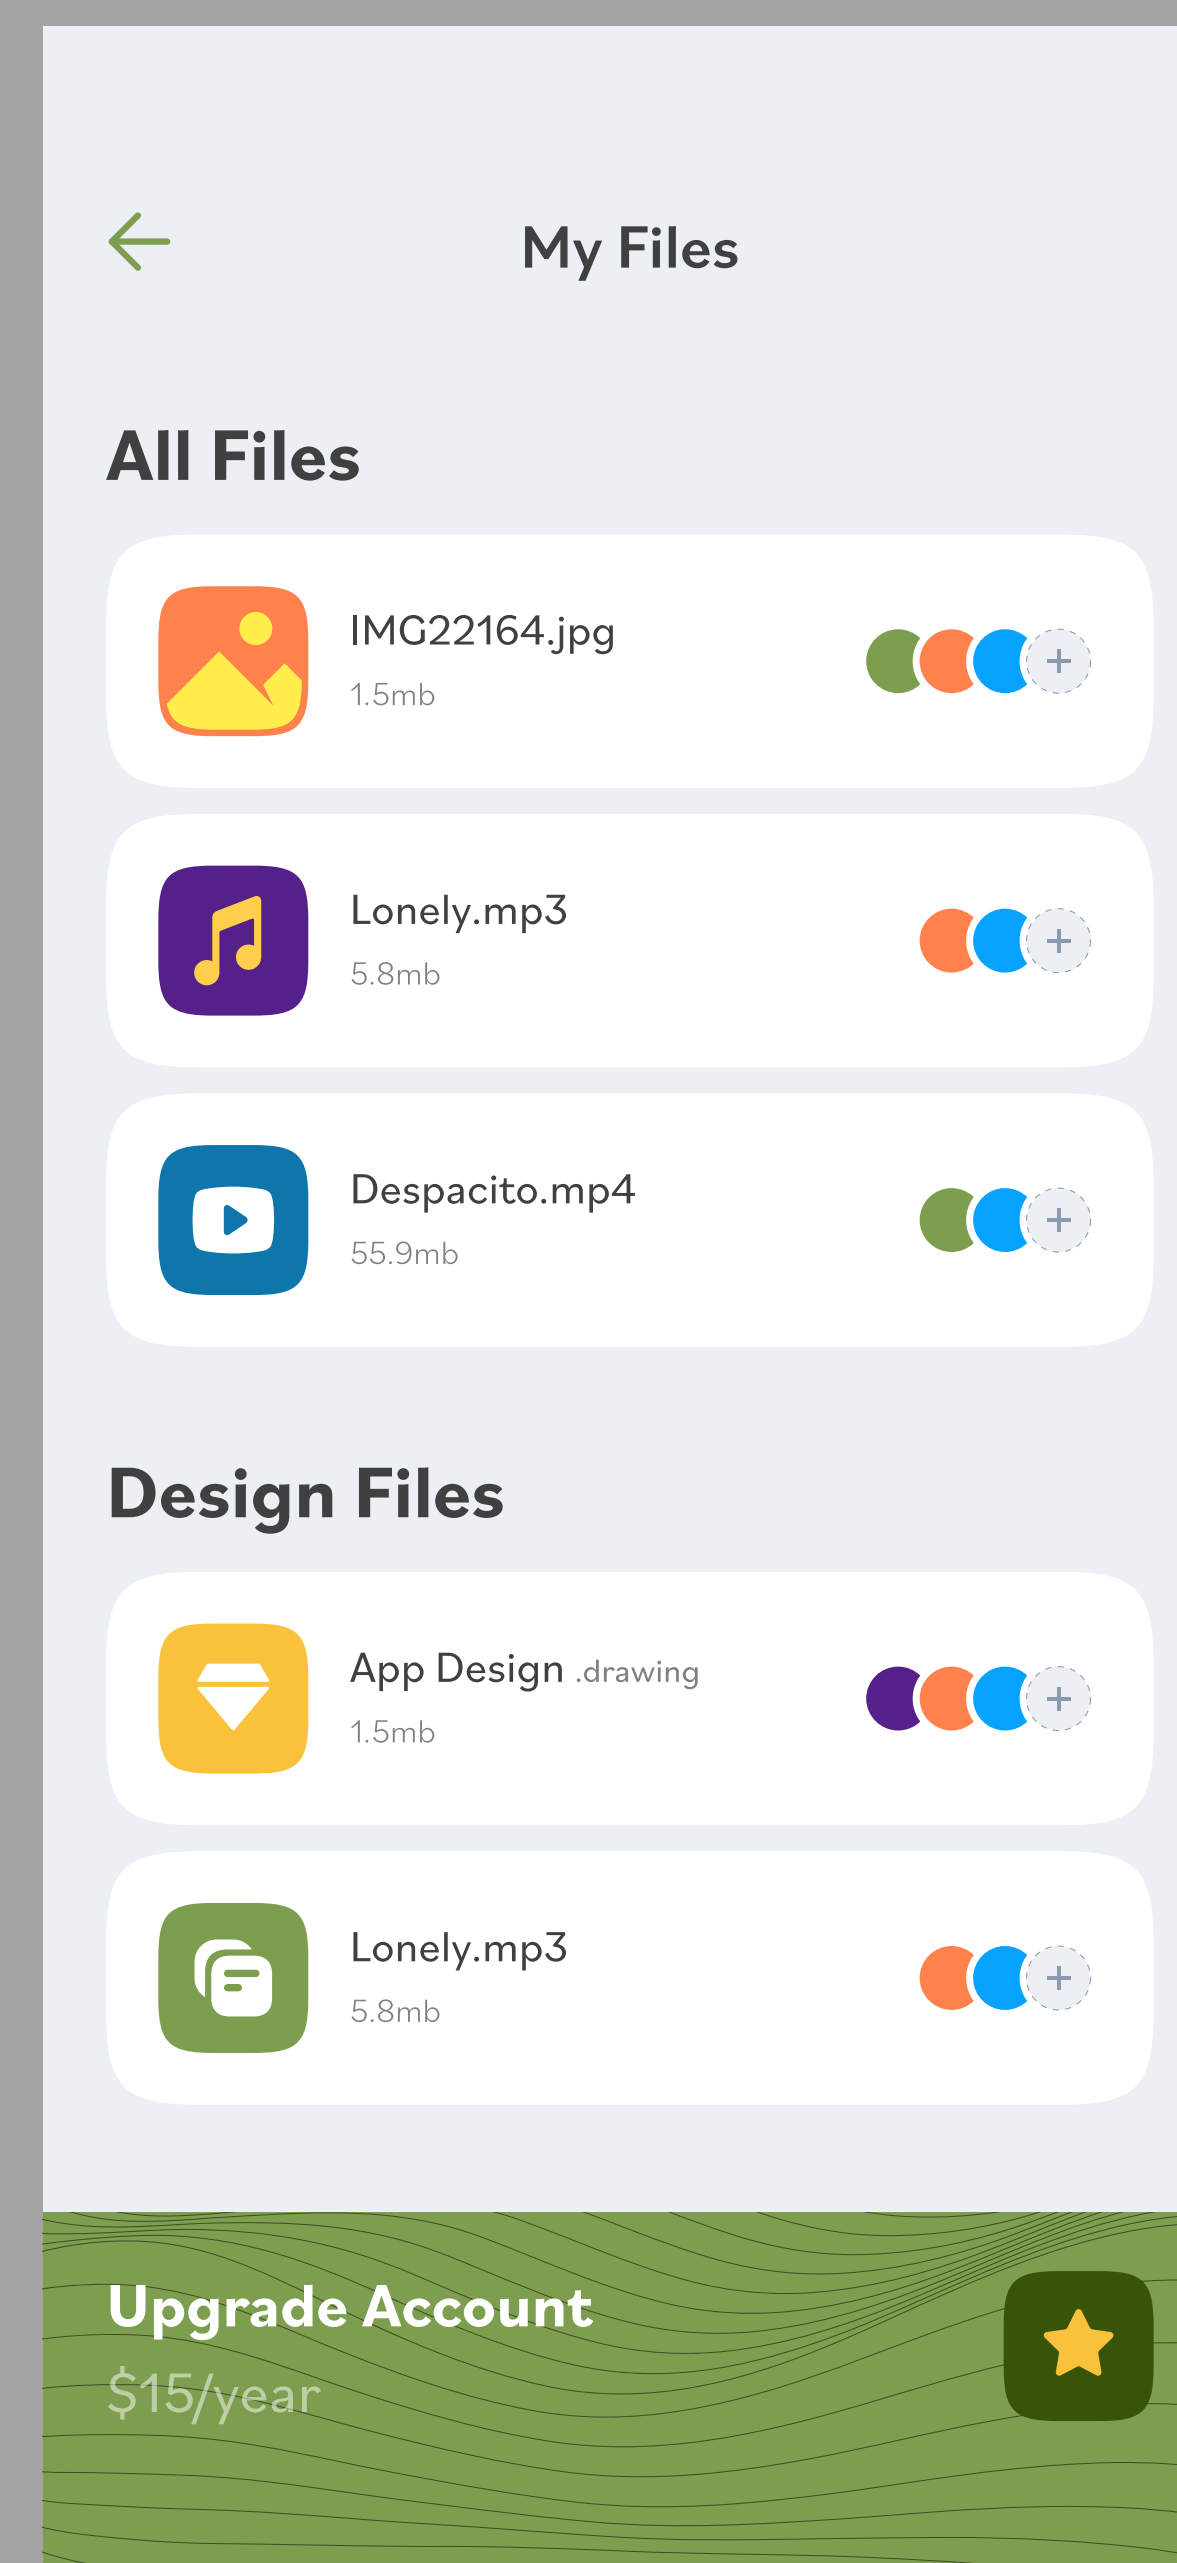 My Files
All Files
IMG22164.jpg
1.5mb
Lonely.mp3
5.8mb
Despacito.mp4
55.9mb
Design Files
App Design .drawing
1.5mb
Lonely.mp3
5.8mb
Upgrade Account
$15/year